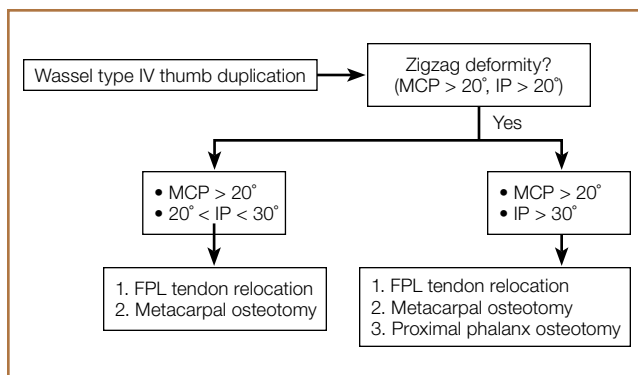 Wassel type IV thumb duplication
Zigzag deformity?
(MCP > 20°, IP > 20°)
Yes
• MCP > 20°
• 20° < IP < 30°
• MCP > 20°
• IP > 30°
1. FPL tendon relocation
2. Metacarpal osteotomy
1. FPL tendon relocation
2. Metacarpal osteotomy
3. Proximal phalanx osteotomy